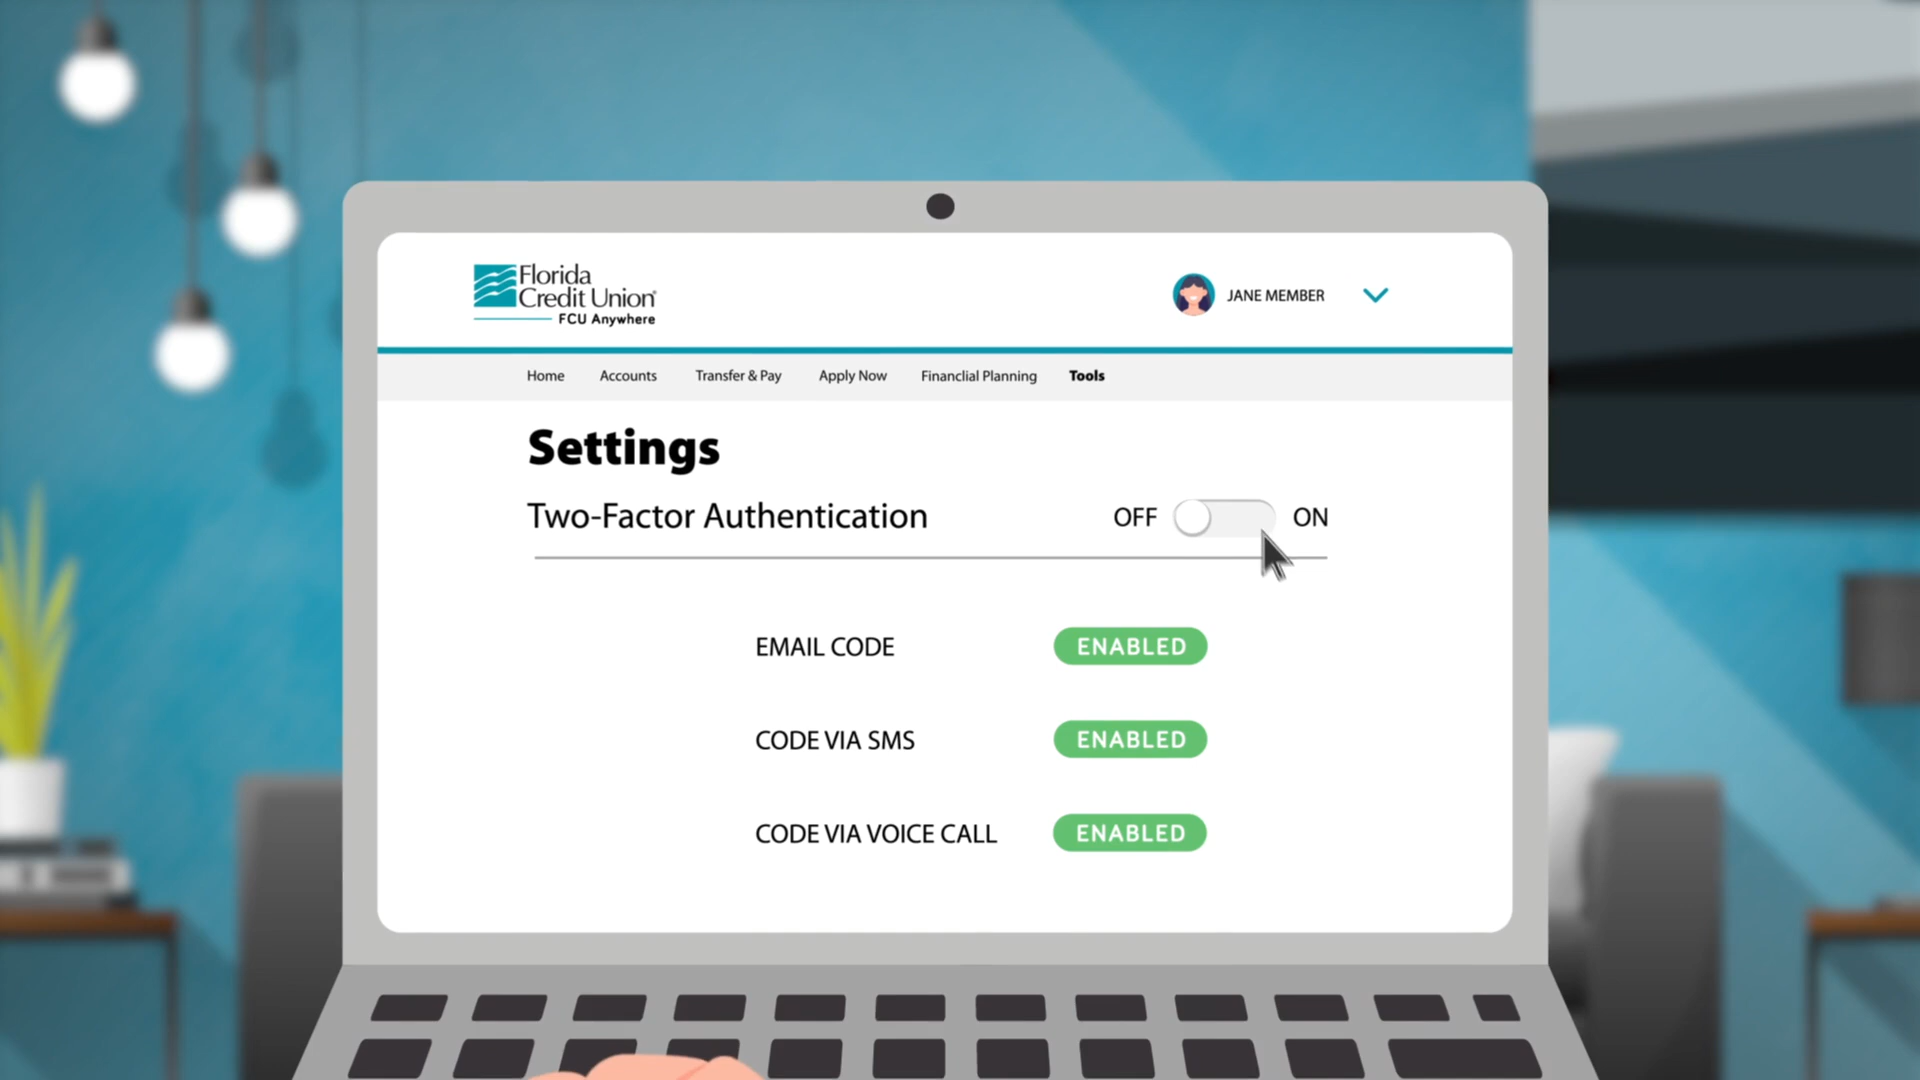 Florida
Credit Union®
FCU Anywhere
JANE MEMBER
Home Accounts Transfer & Pay Apply Now Financlial Planning Tools
Settings
Two-Factor Authentication OFF ON
EMAIL CODE ENABLED
CODE VIA SMS ENABLED
CODE VIA VOICE CALL ENABLED